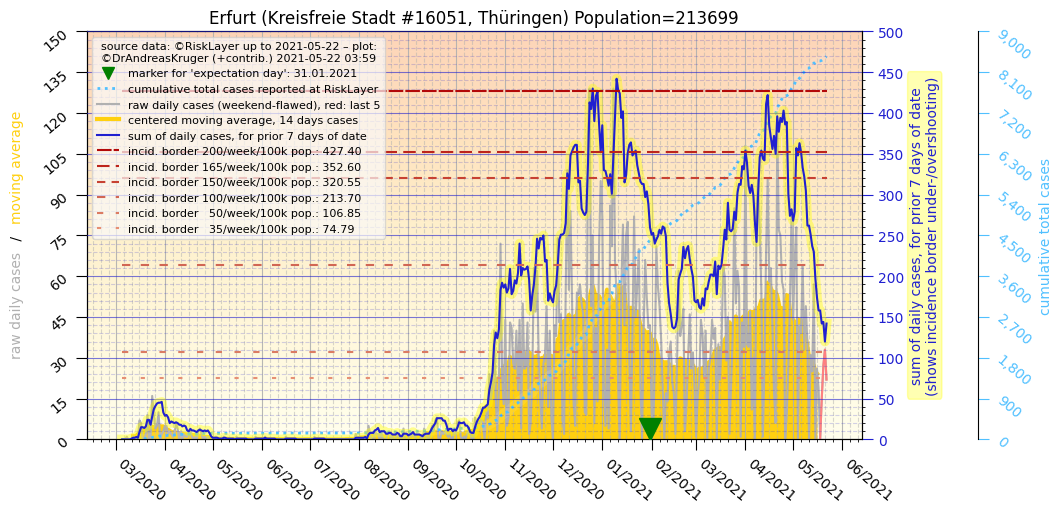 Erfurt (Kreisfreie Stadt #16051, Thüringen) Population=213699
source data: ©RiskLayer up to 2021-05-22 – plot:
©DrAndreasKruger (+contrib.) 2021-05-22 03:59
marker for 'expectation day': 31.01.2021
cumulative total cases reported at RiskLayer
raw daily cases (weekend-flawed), red: last 5
centered moving average, 14 days cases
sum of daily cases, for prior 7 days of date
incid. border 200/week/100k pop.: 427.40
incid. border 165/week/100k pop.: 352.60
incid. border 150/week/100k pop.: 320.55
incid. border 100/week/100k pop.: 213.70
incid. border   50/week/100k pop.: 106.85
incid. border   35/week/100k pop.: 74.79
raw daily cases / moving average
150
135
120
105
90
75
60
45
30
15
0
03/2020
04/2020
05/2020
06/2020
07/2020
08/2020
09/2020
10/2020
11/2020
12/2020
01/2021
02/2021
03/2021
04/2021
05/2021
06/2021
500
450
400
350
300
250
200
150
100
50
0
sum of daily cases, for prior 7 days of date
(shows incidence border under-/overshooting)
9,000
8,100
7,200
6,300
5,400
4,500
3,600
2,700
1,800
900
0
cumulative total cases